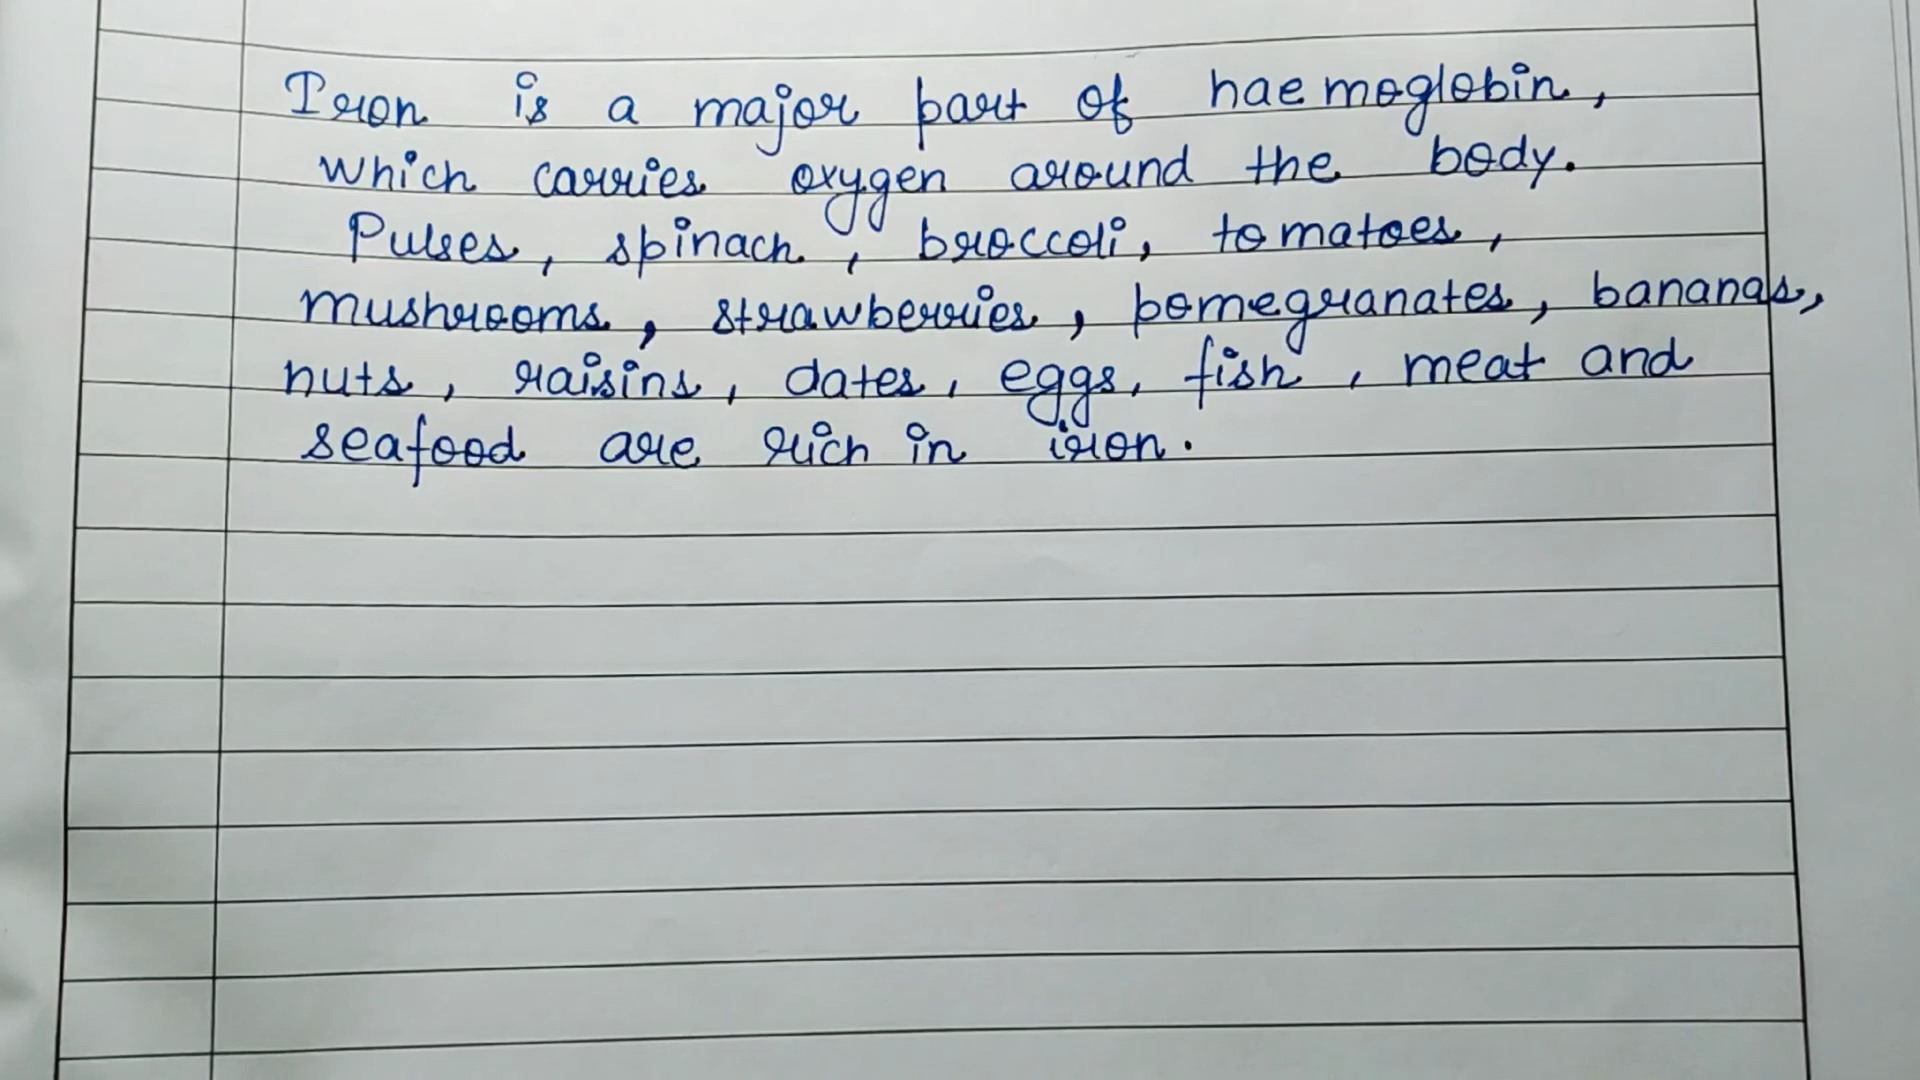 Iron is a major part of haemoglobin,
which carries oxygen around the body.
Pulses, spinach, broccoli, tomatoes,
mushrooms, strawberries, pomegranates, bananas,
nuts, raisins, dates, eggs, fish, meat and
seafood are rich in iron.